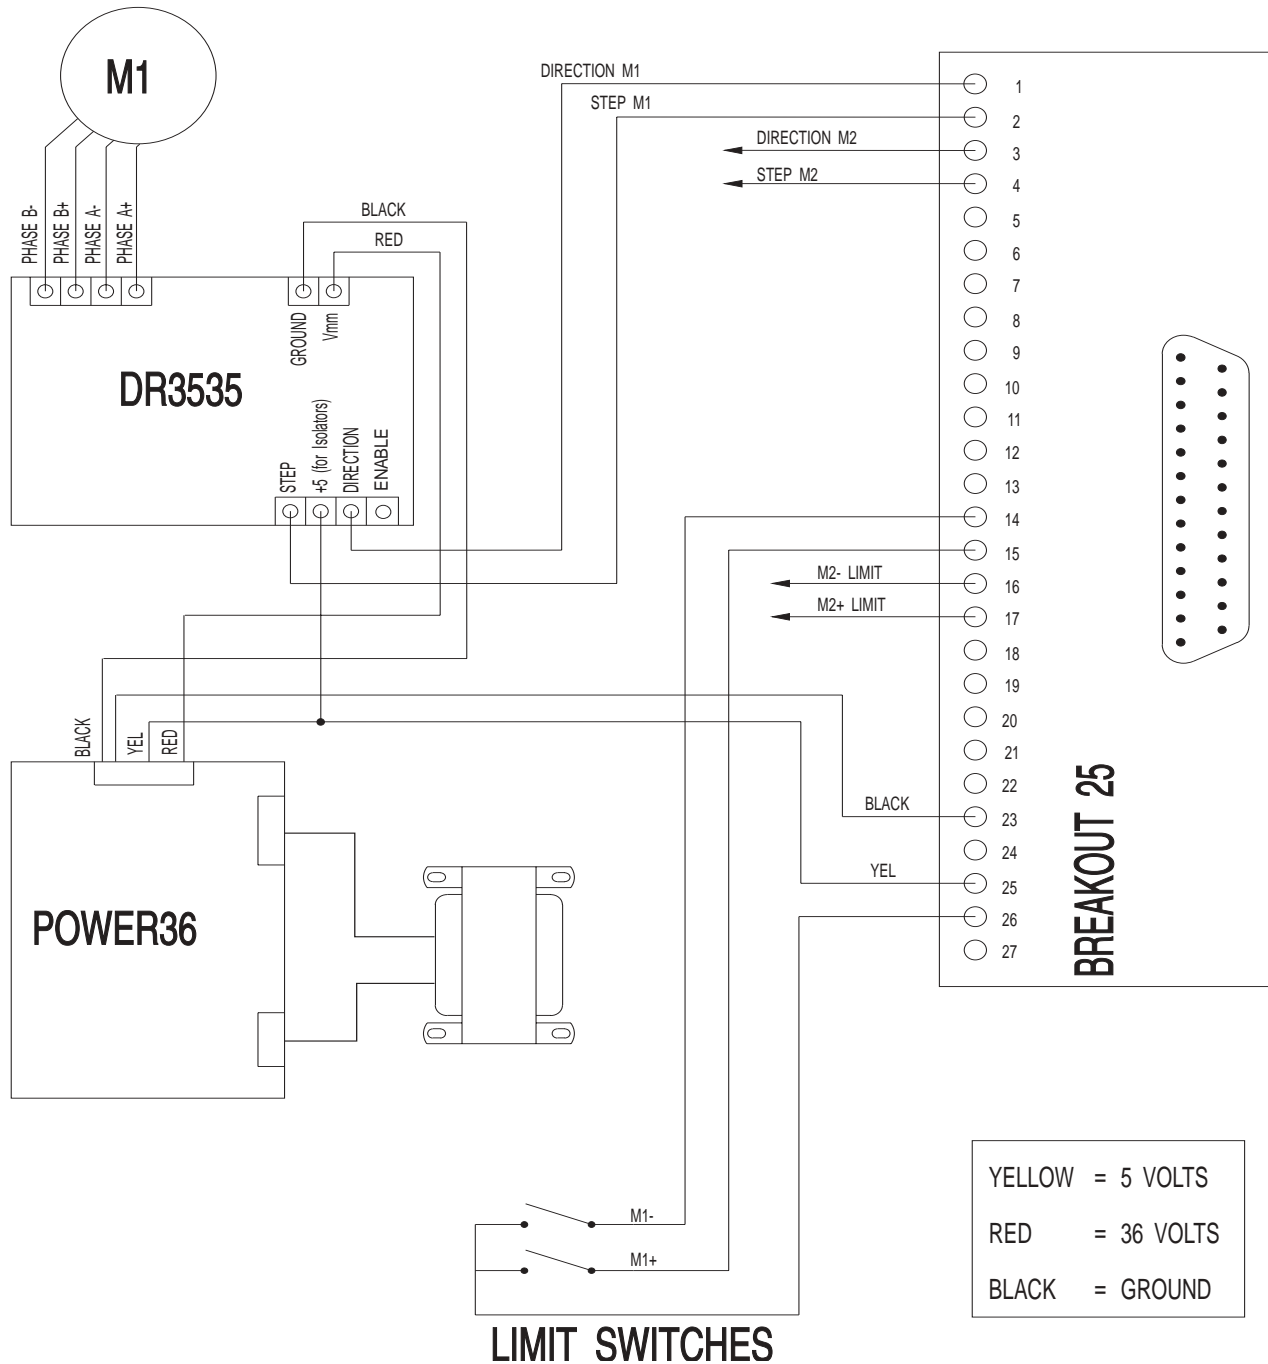 M1
DIRECTION M1
STEP M1
DIRECTION M2
STEP M2
PHASE B-
PHASE B+
PHASE A-
PHASE A+
BLACK
RED
GROUND
Vmm
DR3535
STEP
+5 (for Isolators)
DIRECTION
ENABLE
1
2
3
4
5
6
7
8
9
10
11
12
13
14
15
16
17
18
19
20
21
22
23
24
25
26
27
M2- LIMIT
M2+ LIMIT
BLACK
YEL
RED
BLACK
YEL
BREAKOUT 25
POWER36
M1-
M1+
LIMIT SWITCHES
YELLOW = 5 VOLTS
RED = 36 VOLTS
BLACK = GROUND